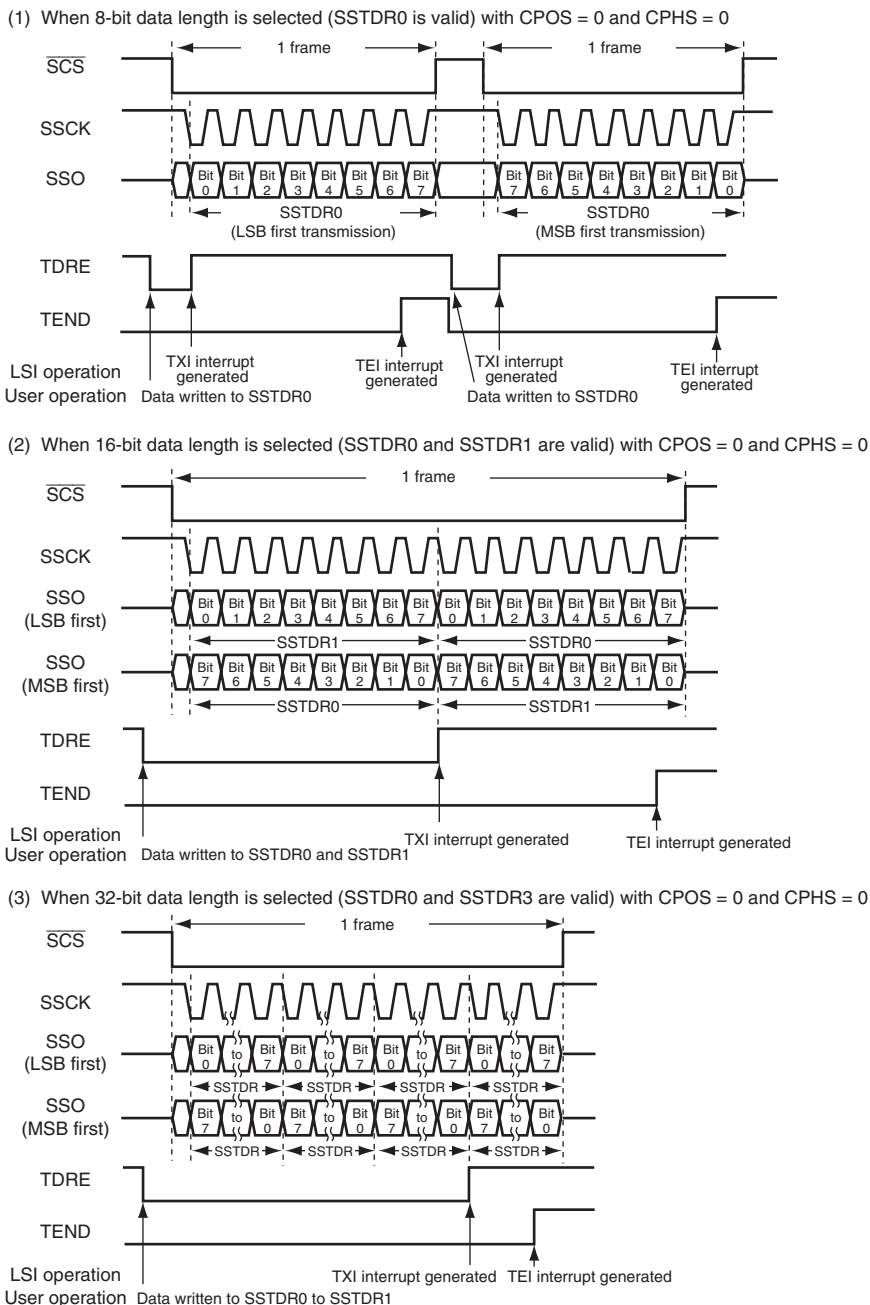 (1) When 8-bit data length is selected (SSTDR0 is valid) with CPOS = 0 and CPHS = 0
1 frame 1 frame
SCS
SSCK
SSO Bit 0 Bit 1 Bit 2 Bit 3 Bit 4 Bit 5 Bit 6 Bit 7 Bit 7 Bit 6 Bit 5 Bit 4 Bit 3 Bit 2 Bit 1 Bit 0
SSTDR0 SSTDR0
(LSB first transmission) (MSB first transmission)
TDRE
TEND
LSI operation TXI interrupt generated TEI interrupt generated TXI interrupt generated TEI interrupt generated
User operation Data written to SSTDR0 Data written to SSTDR0
(2) When 16-bit data length is selected (SSTDR0 and SSTDR1 are valid) with CPOS = 0 and CPHS = 0
1 frame
SCS
SSCK
SSO (LSB first) Bit 0 Bit 1 Bit 2 Bit 3 Bit 4 Bit 5 Bit 6 Bit 7 Bit 0 Bit 1 Bit 2 Bit 3 Bit 4 Bit 5 Bit 6 Bit 7
SSTDR1 SSTDR0
SSO (MSB first) Bit 7 Bit 6 Bit 5 Bit 4 Bit 3 Bit 2 Bit 1 Bit 0 Bit 7 Bit 6 Bit 5 Bit 4 Bit 3 Bit 2 Bit 1 Bit 0
SSTDR0 SSTDR1
TDRE
TEND
LSI operation TXI interrupt generated TEI interrupt generated
User operation Data written to SSTDR0 and SSTDR1
(3) When 32-bit data length is selected (SSTDR0 and SSTDR3 are valid) with CPOS = 0 and CPHS = 0
1 frame
SCS
SSCK
SSO (LSB first) Bit 0 to Bit 7 Bit 0 to Bit 7 Bit 0 to Bit 7 Bit 0 to Bit 7
SSTDR SSTDR SSTDR SSTDR
SSO (MSB first) Bit 7 to Bit 0 Bit 7 to Bit 0 Bit 7 to Bit 0 Bit 7 to Bit 0
SSTDR SSTDR SSTDR SSTDR
TDRE
TEND
LSI operation TXI interrupt generated TEI interrupt generated
User operation Data written to SSTDR0 to SSTDR1